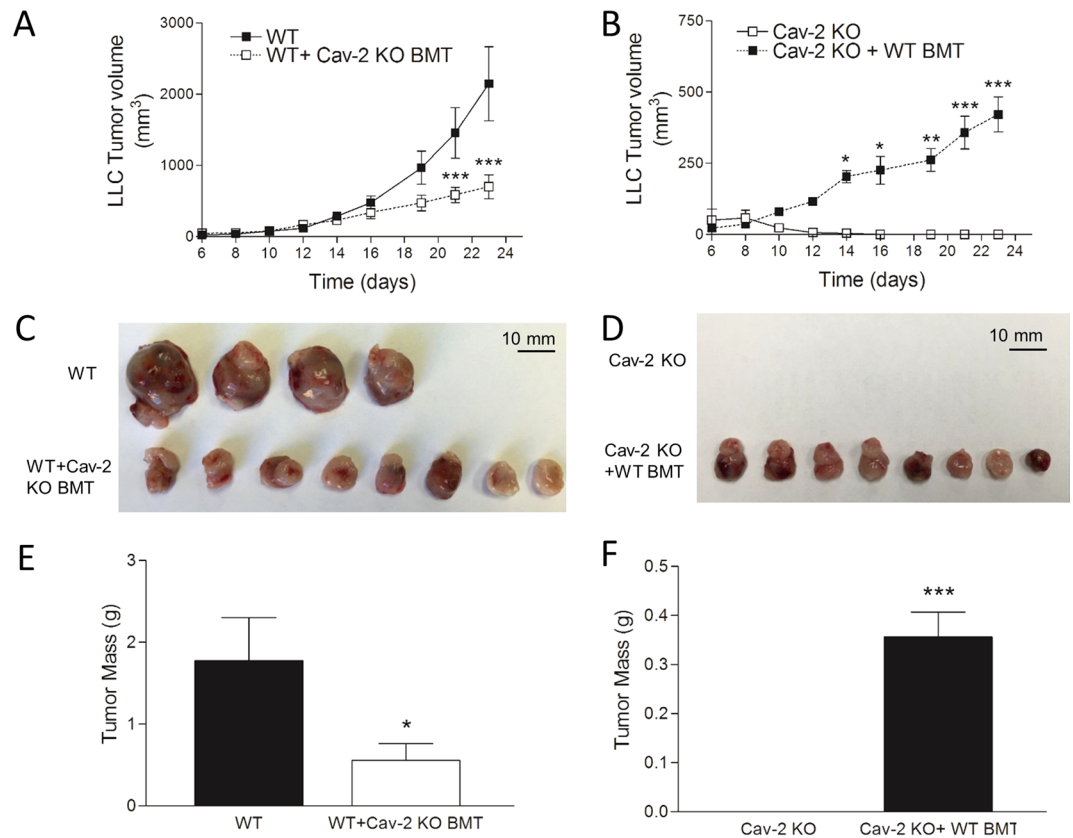 A
LLC Tumor volume
(mm3)
3000
2000
1000
0
WT
WT+ Cav-2 KO BMT
***
***
6 8 10 12 14 16 18 20 22 24
Time (days)
B
LLC Tumor volume
(mm3)
750
500
250
0
Cav-2 KO
Cav-2 KO + WT BMT
*
*
**
***
***
6 8 10 12 14 16 18 20 22 24
Time (days)
C
10 mm
WT
WT+Cav-2
KO BMT
D
10 mm
Cav-2 KO
Cav-2 KO
+WT BMT
E
Tumor Mass (g)
3
2
1
0
*
WT
WT+Cav-2 KO BMT
F
Tumor Mass (g)
0.5
0.4
0.3
0.2
0.1
0.0
***
Cav-2 KO
Cav-2 KO+ WT BMT